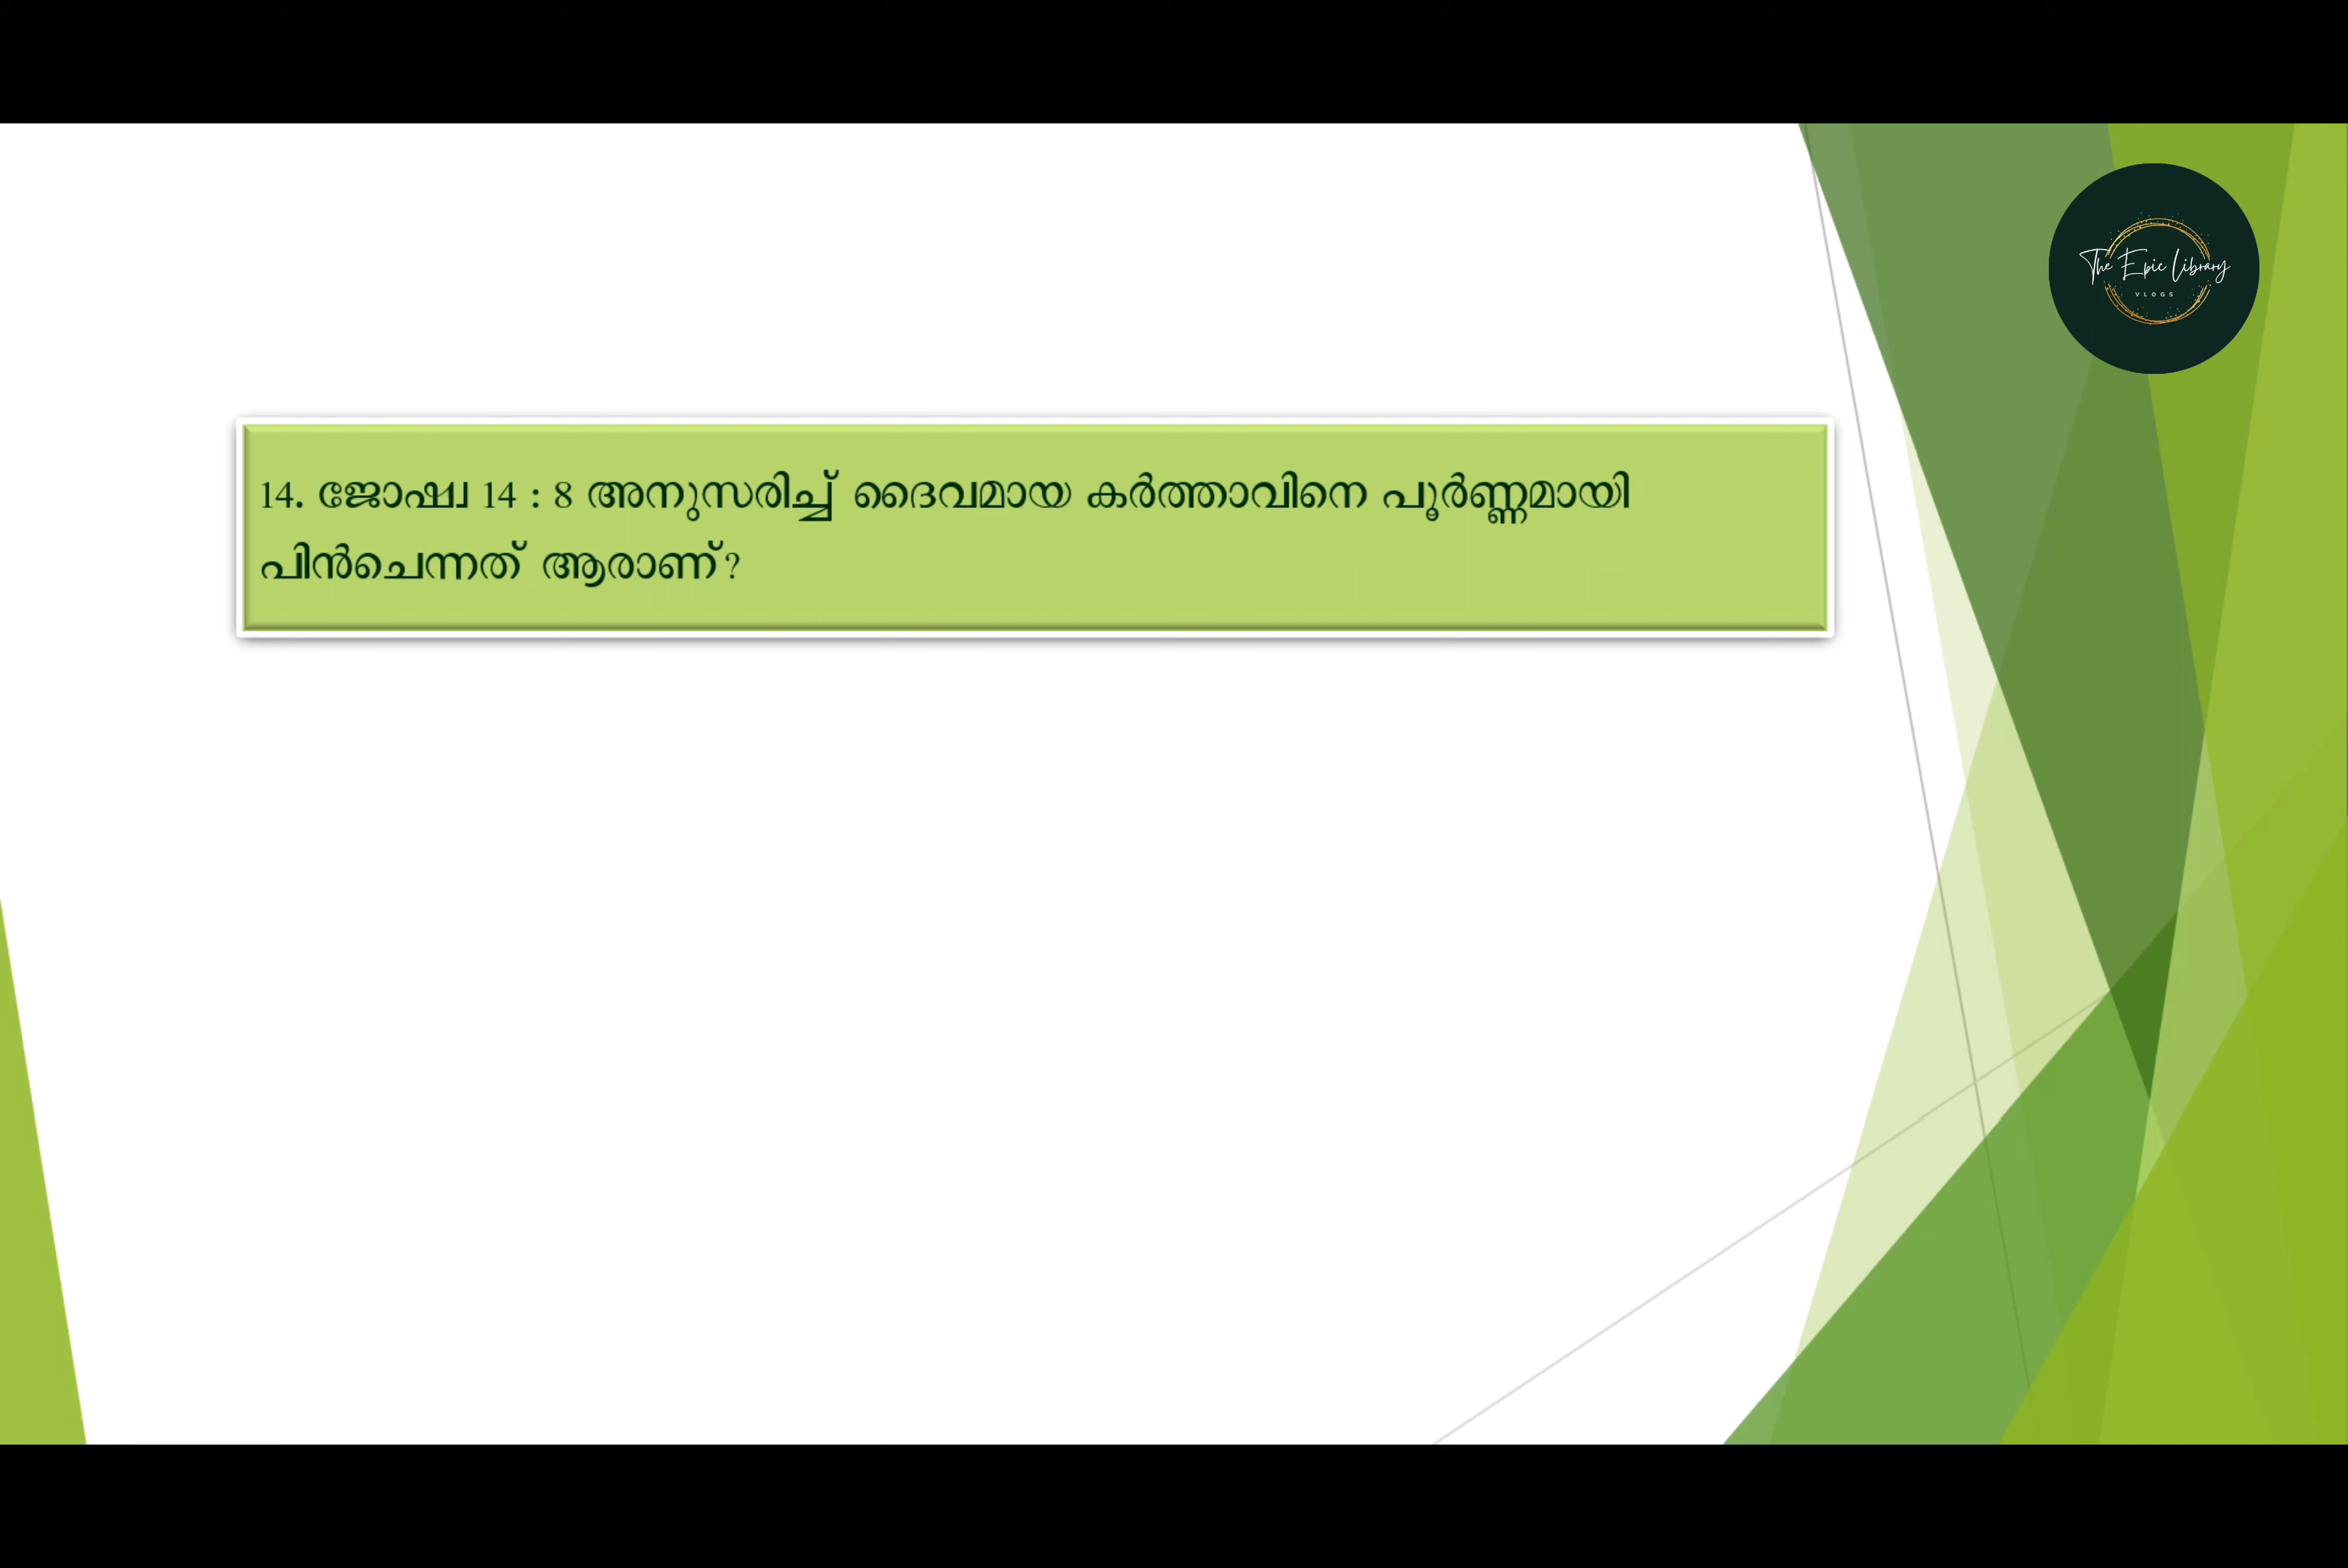 The Epic Library
VLOGS
14. ജോഷ്വ 14 : 8 അനുസരിച്ച് ദൈവമായ കർത്താവിനെ പൂർണ്ണമായി
പിൻചെന്നത് ആരാണ്?